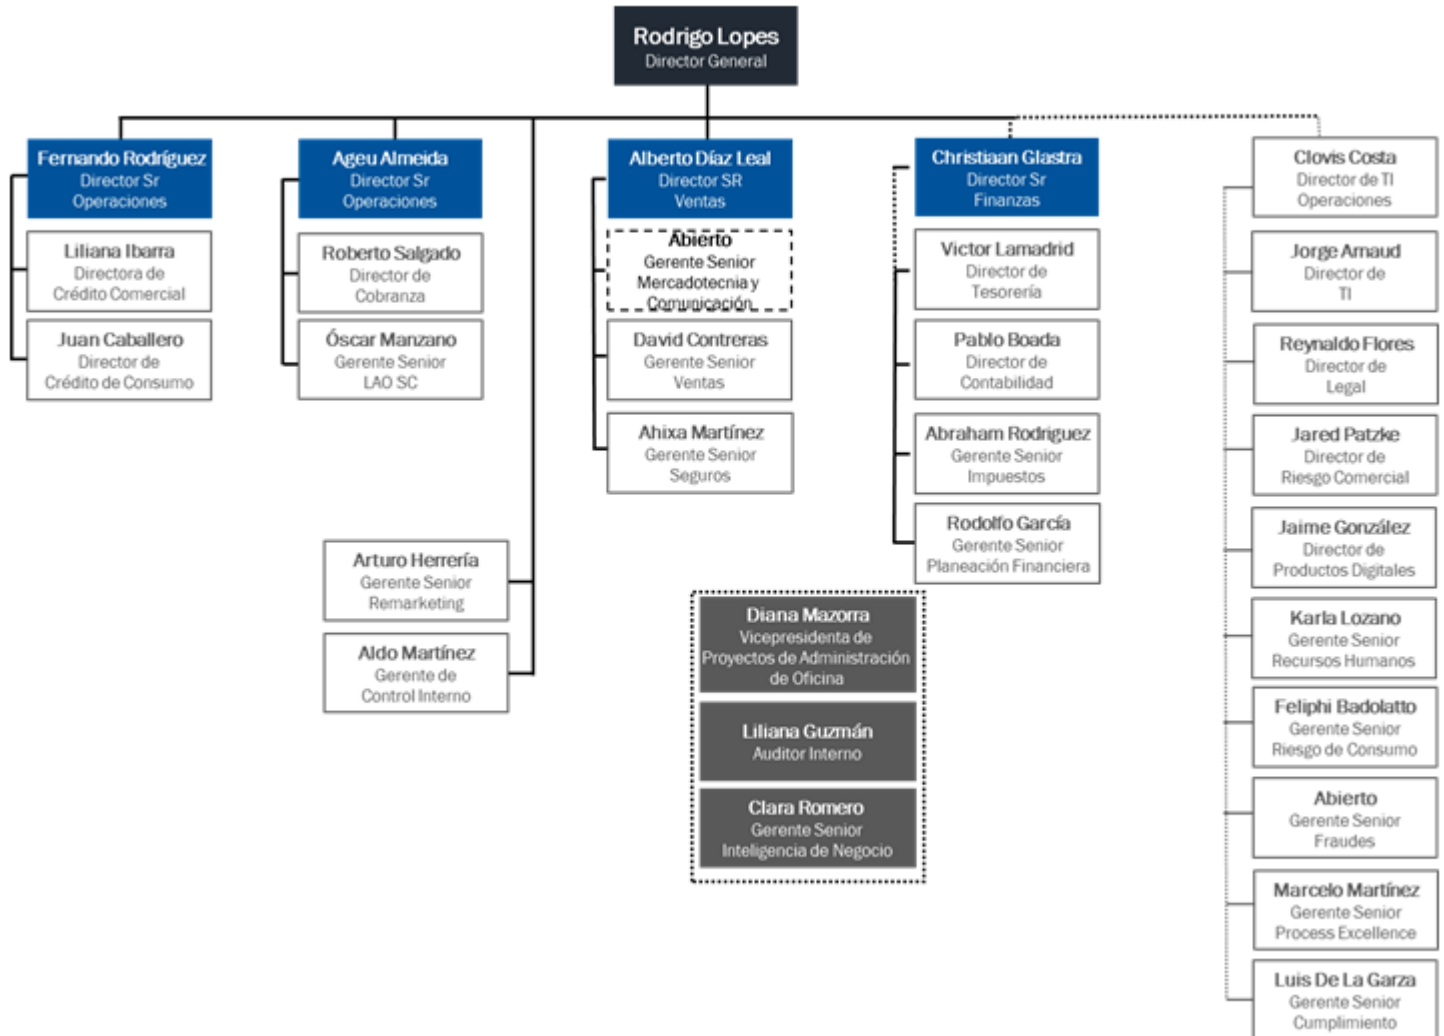 Rodrigo Lopes
Director General
Fernando Rodríguez
Director Sr
Operaciones
Liliana Ibarra
Directora de
Crédito Comercial
Juan Caballero
Director de
Crédito de Consumo
Ageu Almeida
Director Sr
Operaciones
Roberto Salgado
Director de
Cobranza
Óscar Manzano
Gerente Senior
LAO SC
Arturo Herrería
Gerente Senior
Remarketing
Aldo Martínez
Gerente de
Control Interno
Alberto Díaz Leal
Director SR
Ventas
Abierto
Gerente Senior
Mercadotecnia y
Comunicación
David Contreras
Gerente Senior
Ventas
Ahixa Martínez
Gerente Senior
Seguros
Christiaan Glastra
Director Sr
Finanzas
Victor Lamadrid
Director de
Tesorería
Pablo Boada
Director de
Contabilidad
Abraham Rodriguez
Gerente Senior
Impuestos
Rodolfo García
Gerente Senior
Planeación Financiera
Diana Mazorra
Vicepresidenta de
Proyectos de Administración
de Oficina
Liliana Guzmán
Auditor Interno
Clara Romero
Gerente Senior
Inteligencia de Negocio
Clovis Costa
Director de TI
Operaciones
Jorge Arnaud
Director de
TI
Reynaldo Flores
Director de
Legal
Jared Patzke
Director de
Riesgo Comercial
Jaime González
Director de
Productos Digitales
Karla Lozano
Gerente Senior
Recursos Humanos
Feliphi Badolatto
Gerente Senior
Riesgo de Consumo
Abierto
Gerente Senior
Fraudes
Marcelo Martínez
Gerente Senior
Process Excellence
Luis De La Garza
Gerente Senior
Cumplimiento